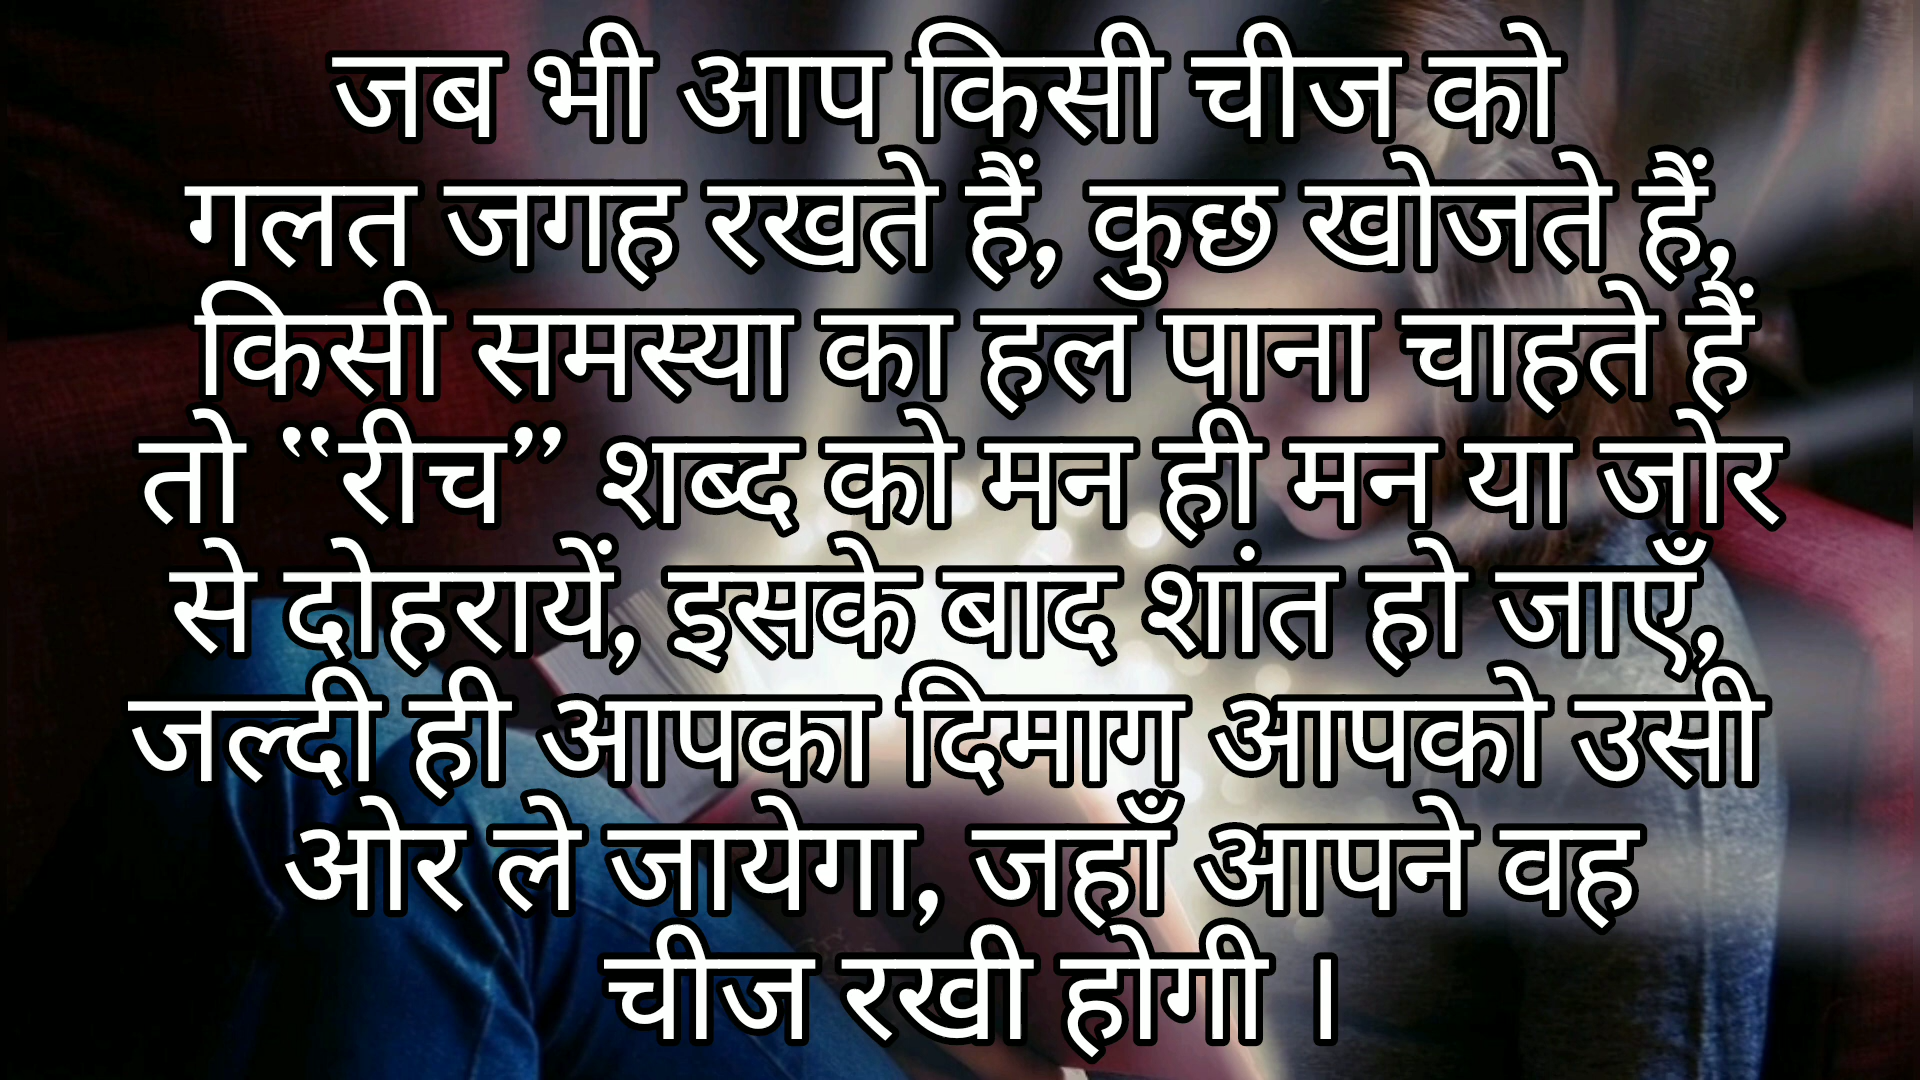 जब भी आप किसी चीज को
गलत जगह रखते हैं, कुछ खोजते हैं,
किसी समस्या का हल पाना चाहते हैं
तो “रीच” शब्द को मन ही मन या जोर
से दोहरायें, इसके बाद शांत हो जाएँ,
जल्दी ही आपका दिमाग आपको उसी
ओर ले जायेगा, जहाँ आपने वह
चीज रखी होगी ।